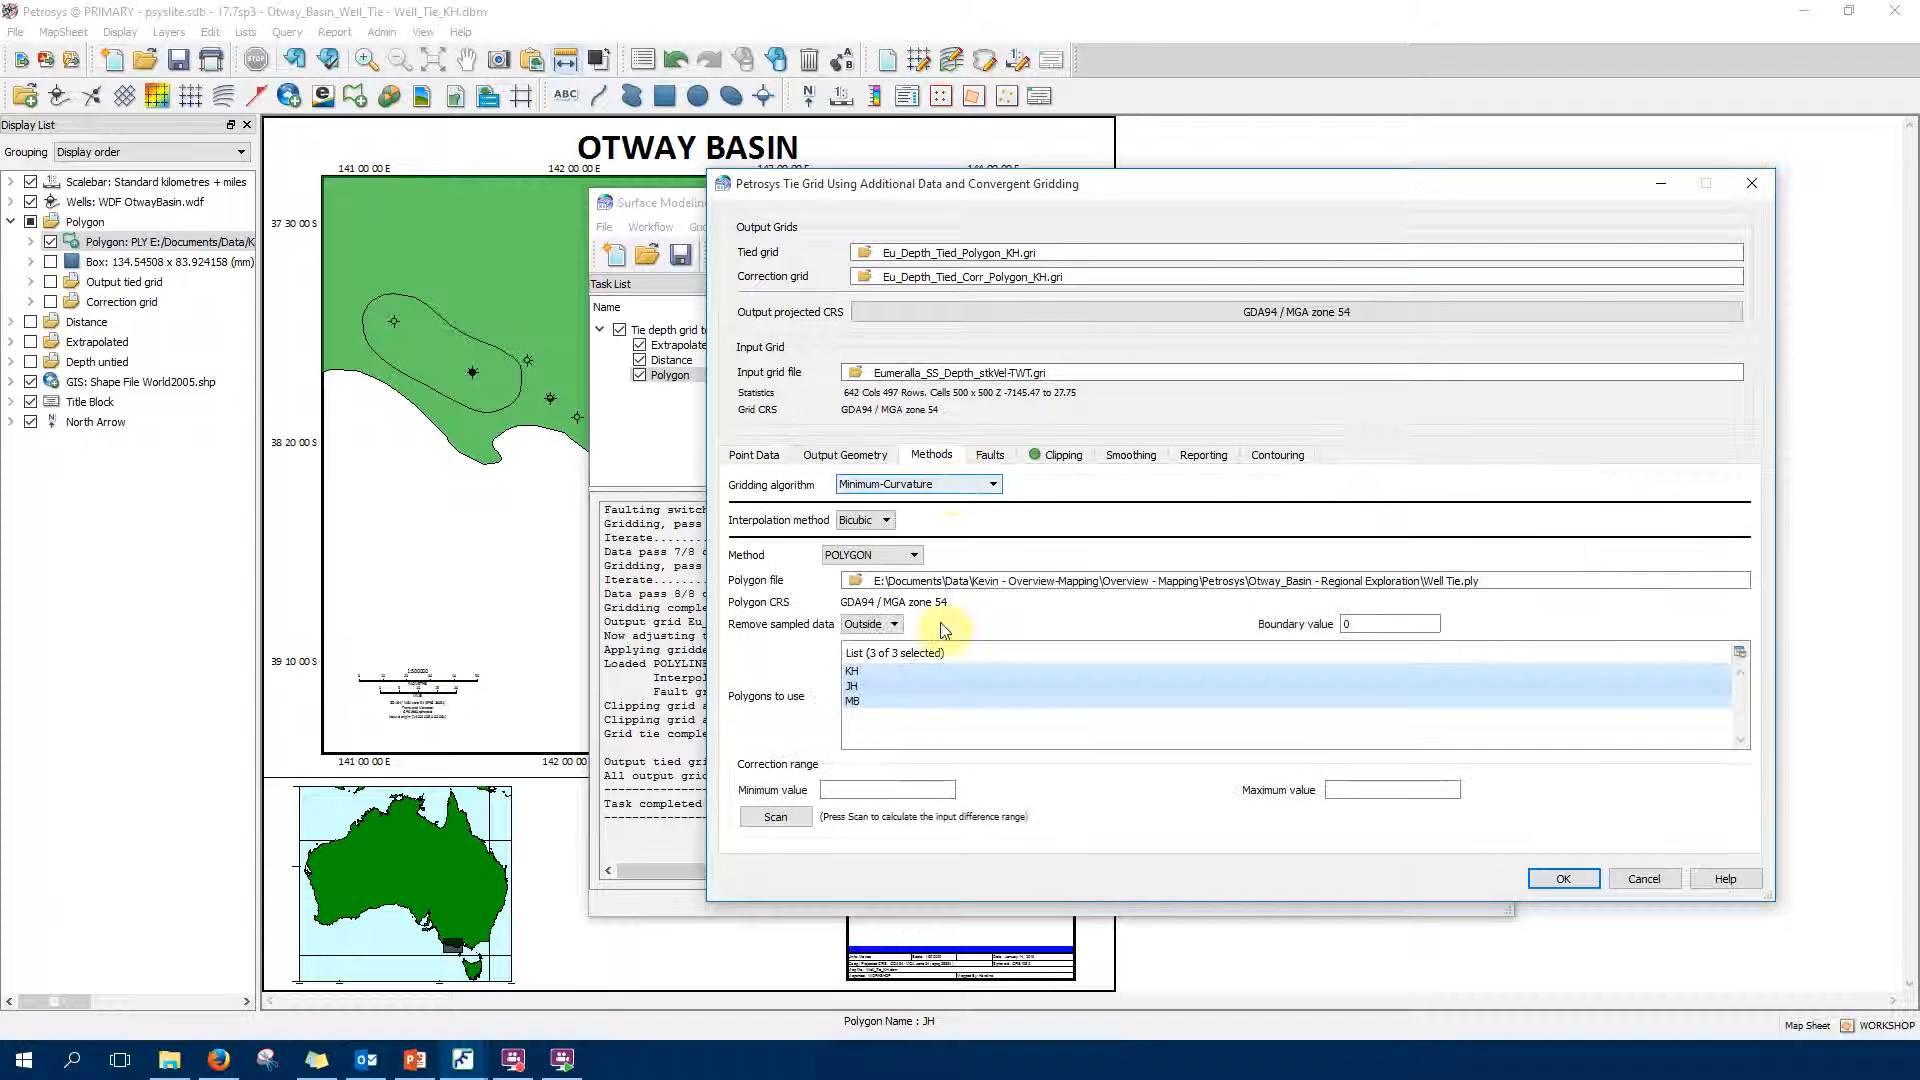 Petrosys @ PRIMARY - psyslite.sdb - 17.7sp3 - Otway_Basin_Well_Tie - Well_Tie_KH.dbm
File MapSheet Display Layers Edit Lists Query Report Admin View Help
STOP
ABC
Display List
Grouping Display order
Scalebar: Standard kilometres + miles
Wells: WDF OtwayBasin.wdf
Polygon
Polygon: PLY E:/Documents/Data/K
Box: 134.54508 x 83.924158 (mm)
Output tied grid
Correction grid
Distance
Extrapolated
Depth untied
GIS: Shape File World2005.shp
Title Block
North Arrow
OTWAY BASIN
141 00 00 E 142 00 00 E
37 30 00 S
38 20 00 S
39 10 00 S
141 00 00 E 142 00
Surface Modeling
File Workflow
Task List
Name
Tie depth grid t
Extrapolate
Distance
Polygon
Faulting switch
Gridding, pass
Iterate.......
Data pass 7/8
Gridding, pass
Iterate.......
Data pass 8/8
Gridding comple
Output grid Eu_
Now adjusting t
Applying gridde
Loaded POLYLINE
Interpol
Fault gr
Clipping grid a
Clipping grid a
Grid tie comple
Output tied gri
All output grid
Task completed
Petrosys Tie Grid Using Additional Data and Convergent Gridding
Output Grids
Tied grid Eu_Depth_Tied_Polygon_KH.gri
Correction grid Eu_Depth_Tied_Corr_Polygon_KH.gri
Output projected CRS GDA94 / MGA zone 54
Input Grid
Input grid file Eumeralla_SS_Depth_stkVel-TWT.gri
Statistics 642 Cols 497 Rows. Cells 500 x 500 Z -7145.47 to 27.75
Grid CRS GDA94 / MGA zone 54
Point Data Output Geometry Methods Faults Clipping Smoothing Reporting Contouring
Gridding algorithm Minimum-Curvature
Interpolation method Bicubic
Method POLYGON
Polygon file E:\Documents\Data\Kevin - Overview-Mapping\Overview - Mapping\Petrosys\Otway_Basin - Regional Exploration\Well Tie.ply
Polygon CRS GDA94 / MGA zone 54
Remove sampled data Outside Boundary value 0
List (3 of 3 selected)
KH
JH
Polygons to use
MB
Correction range
Minimum value Maximum value
Scan (Press Scan to calculate the input difference range)
OK Cancel Help
Polygon Name : JH
Map Sheet WORKSHOP